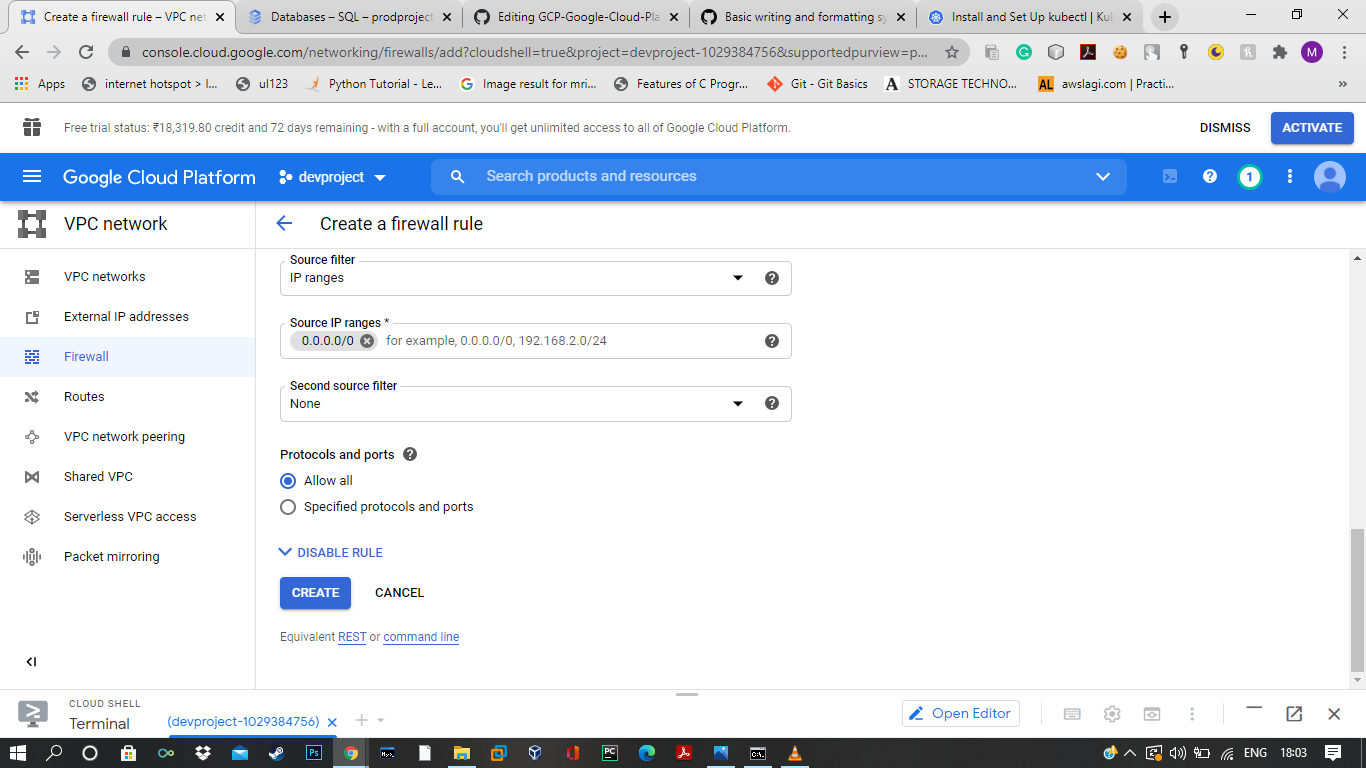 Create a firewall rule – VPC net
Databases – SQL – prodproject
Editing GCP-Google-Cloud-Pla
Basic writing and formatting sy
Install and Set Up kubectl | Kub
console.cloud.google.com/networking/firewalls/add?cloudshell=true&project=devproject-1029384756&supportedpurview=p...
M
Apps
internet hotspot > I...
ul123
Python Tutorial - Le...
Image result for mri...
Features of C Progr...
Git - Git Basics
A STORAGE TECHNO...
AL awslagi.com | Practi...
Free trial status: ₹18,319.80 credit and 72 days remaining - with a full account, you'll get unlimited access to all of Google Cloud Platform.
DISMISS
ACTIVATE
Google Cloud Platform
devproject
Search products and resources
1
VPC network
Create a firewall rule
VPC networks
External IP addresses
Firewall
Routes
VPC network peering
Shared VPC
Serverless VPC access
Packet mirroring
Source filter
IP ranges
Source IP ranges *
0.0.0.0/0 for example, 0.0.0.0/0, 192.168.2.0/24
Second source filter
None
Protocols and ports
Allow all
Specified protocols and ports
DISABLE RULE
CREATE
CANCEL
Equivalent REST or command line
CLOUD SHELL
Terminal
(devproject-1029384756)
Open Editor
Ps
PC
ENG
18:03